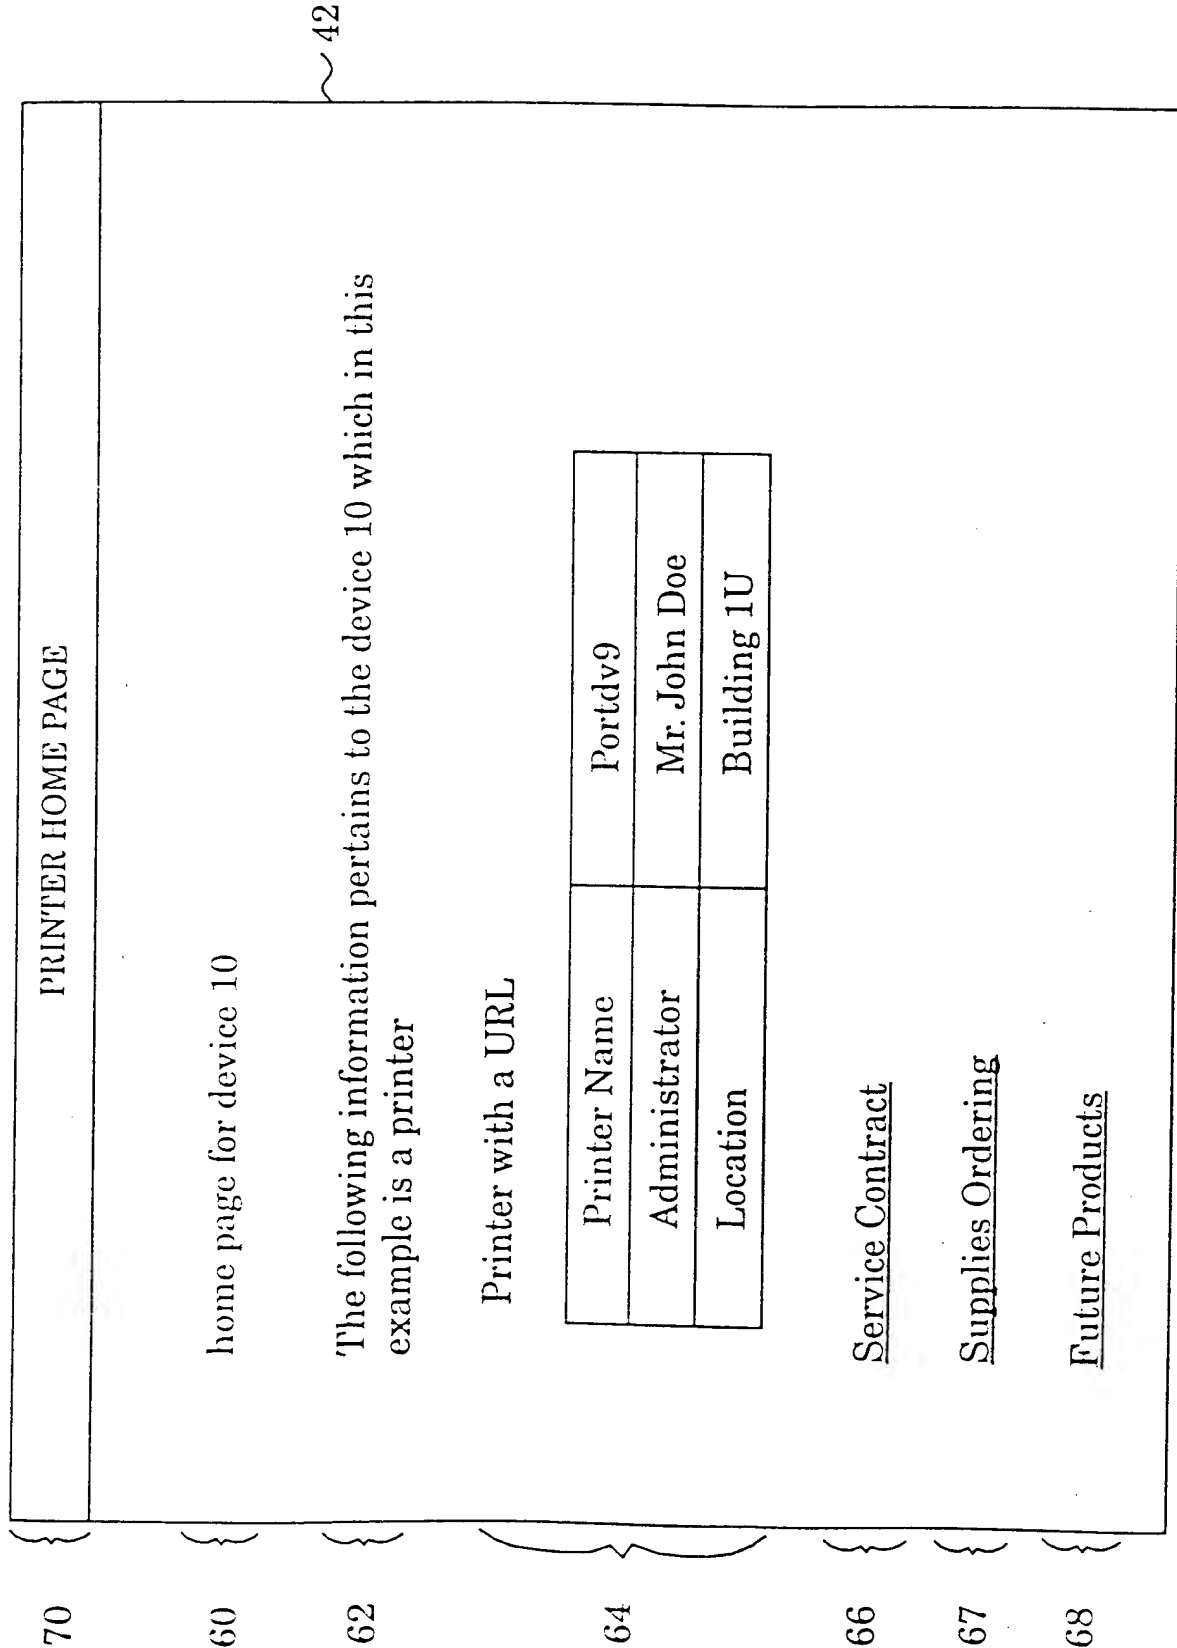 42
70
PRINTER HOME PAGE
60
home page for device 10
62
The following information pertains to the device 10 which in this
example is a printer
64
Printer with a URL
Printer Name Portdv9
Administrator Mr. John Doe
Location Building 1U
66
Service Contract
67
Supplies Ordering
68
Future Products